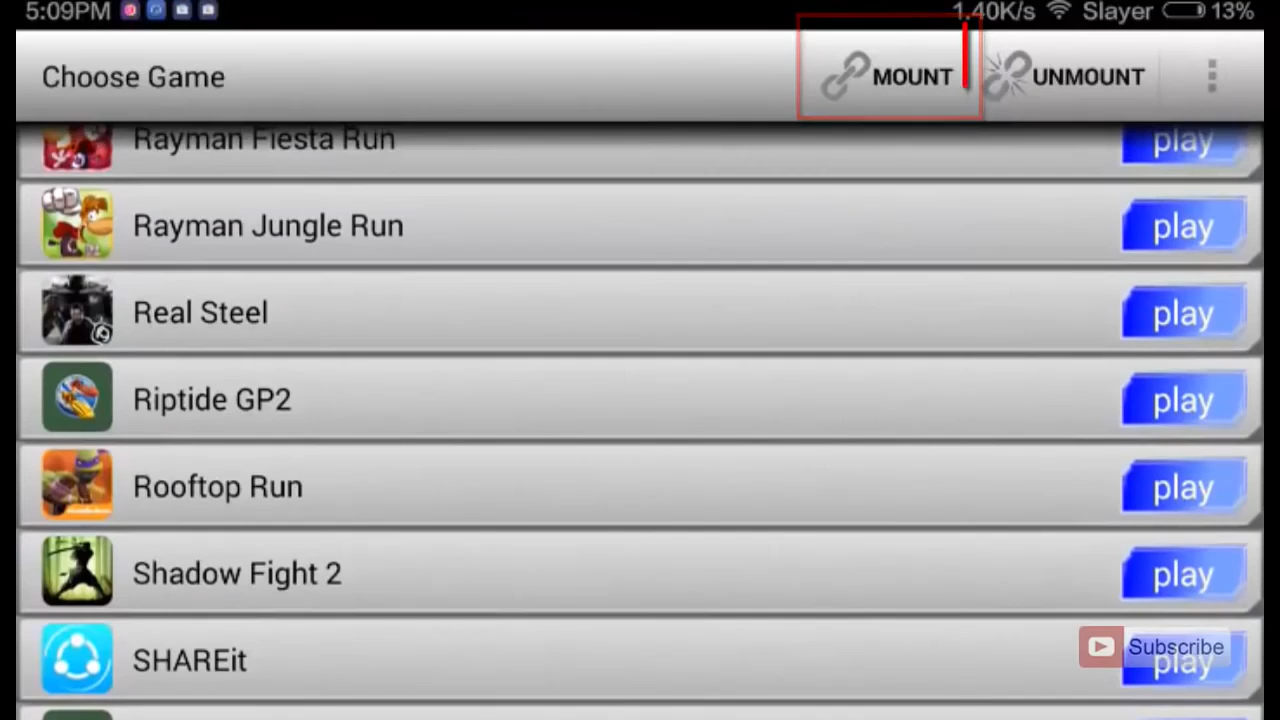 5:09PM 1.40K/s Slayer 13%
Choose Game MOUNT UNMOUNT
Rayman Fiesta Run play
Rayman Jungle Run play
Real Steel play
Riptide GP2 play
Rooftop Run play
Shadow Fight 2 play
Subscribe
SHAREit play